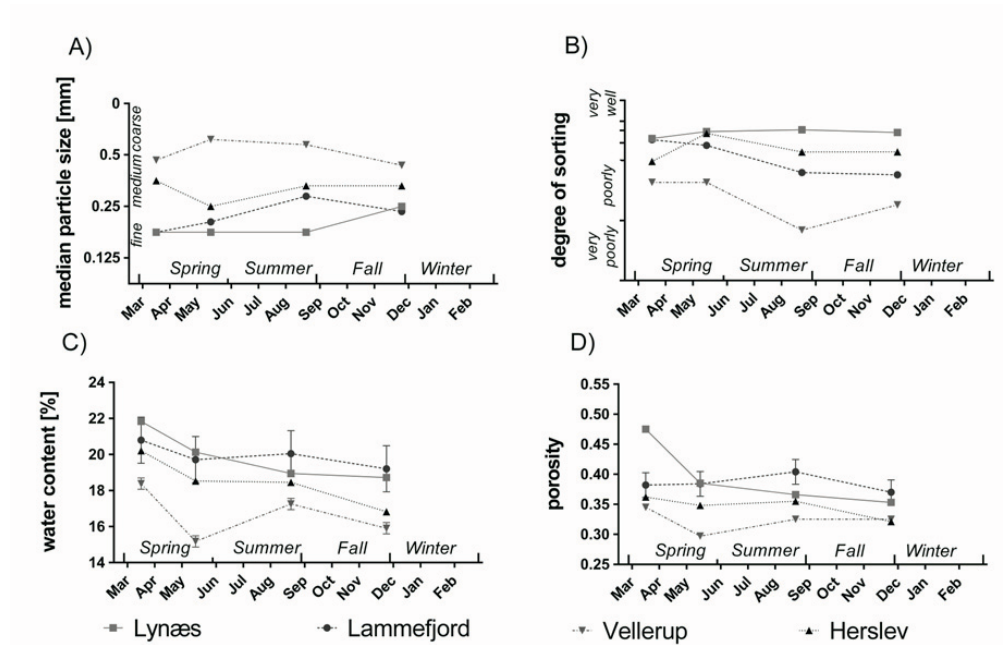 A)
median particle size [mm]
0
0.5
0.25
0.125
coarse
medium
fine
Spring Summer Fall Winter
Mar Apr May Jun Jul Aug Sep Oct Nov Dec Jan Feb
B)
degree of sorting
very well
poorly
very poorly
Spring Summer Fall Winter
Mar Apr May Jun Jul Aug Sep Oct Nov Dec Jan Feb
C)
water content [%]
24
22
20
18
16
14
Spring Summer Fall Winter
Mar Apr May Jun Jul Aug Sep Oct Nov Dec Jan Feb
D)
porosity
0.55
0.50
0.45
0.40
0.35
0.30
0.25
Spring Summer Fall Winter
Mar Apr May Jun Jul Aug Sep Oct Nov Dec Jan Feb
Lynæs Lammefjord Vellerup Herslev